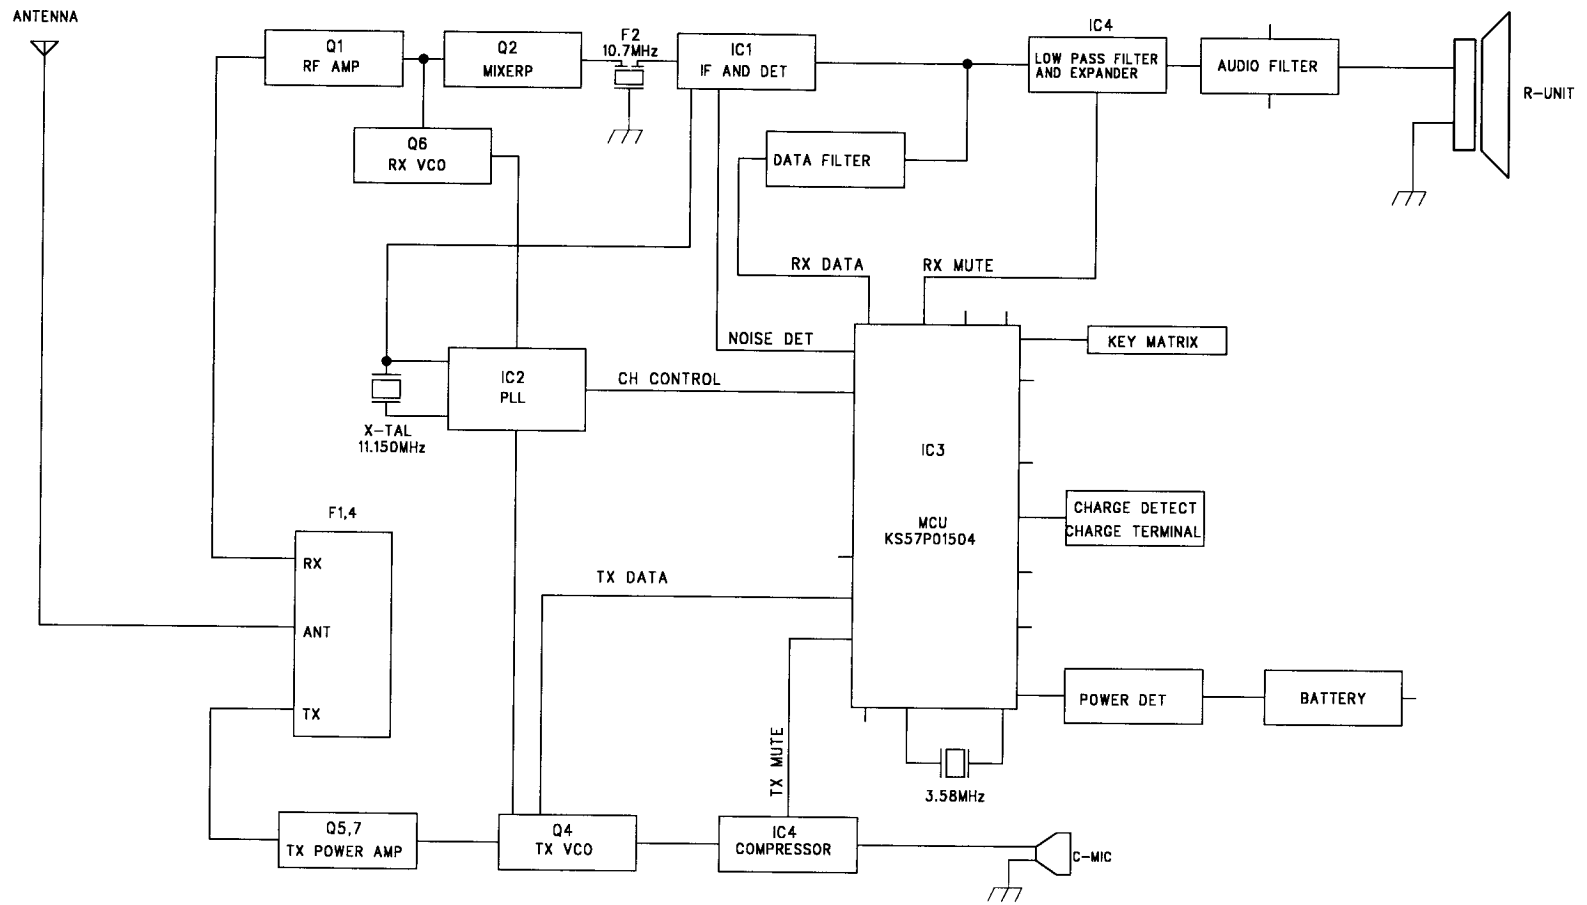 ANTENNA
Q1
RF AMP
Q2
MIXERP
F2
10.7MHz
IC1
IF AND DET
IC4
LOW PASS FILTER
AND EXPANDER
AUDIO FILTER
R-UNIT
Q6
RX VCO
DATA FILTER
RX DATA
RX MUTE
NOISE DET
KEY MATRIX
IC2
PLL
CH CONTROL
X-TAL
11.150MHz
IC3
MCU
KS57P01504
CHARGE DETECT
CHARGE TERMINAL
F1,4
RX
ANT
TX
TX DATA
TX MUTE
POWER DET
BATTERY
3.58MHz
Q5,7
TX POWER AMP
Q4
TX VCO
IC4
COMPRESSOR
C-MIC